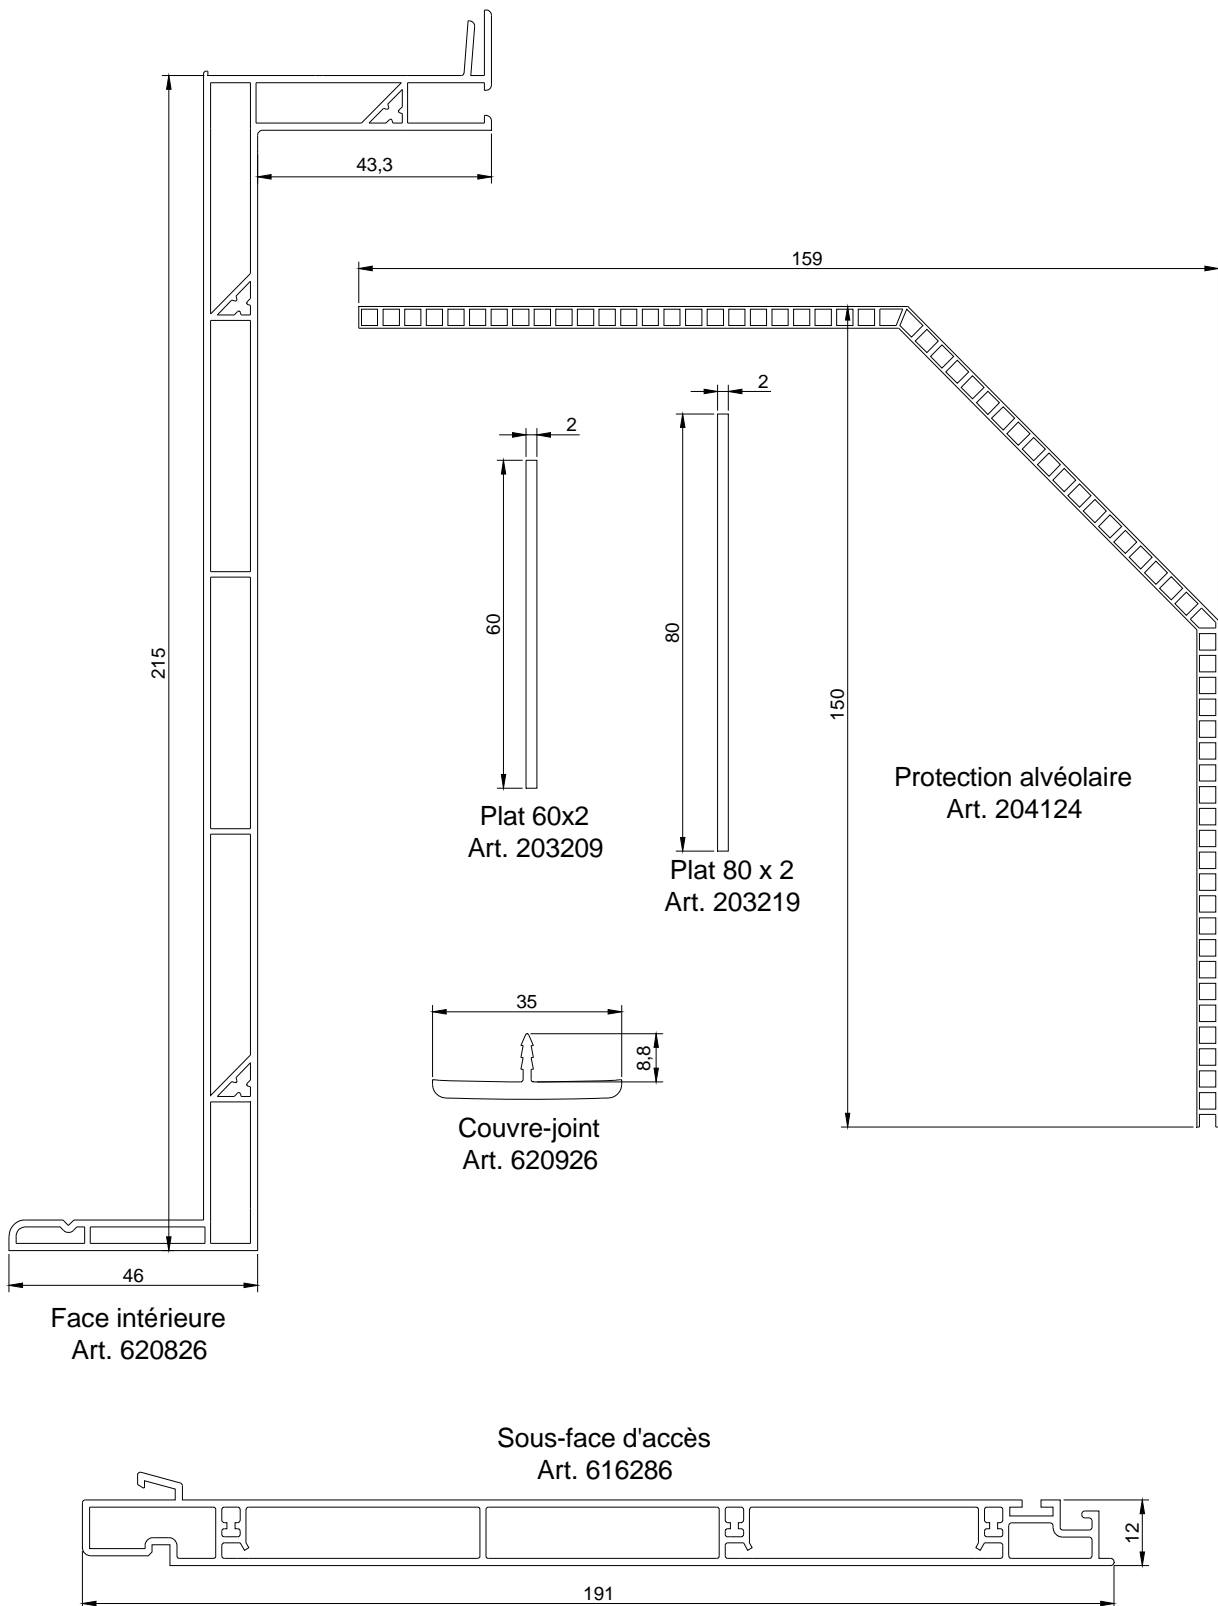 43,3
159
2
2
215
60
80
150
Protection alvéolaire
Art. 204124
Plat 60x2
Art. 203209
Plat 80 x 2
Art. 203219
35
8,8
Couvre-joint
Art. 620926
46
Face intérieure
Art. 620826
Sous-face d'accès
Art. 616286
12
191